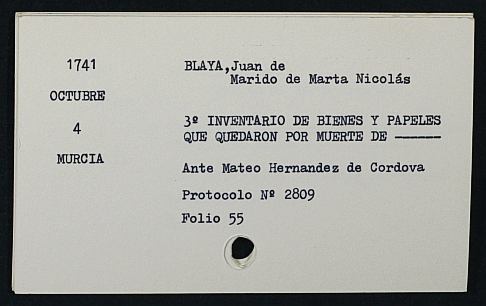 1741
OCTUBRE
4
MURCIA
BLAYA,Juan de
Marido de Marta Nicolás
3º INVENTARIO DE BIENES Y PAPELES
QUE QUEDARON POR MUERTE DE ——————
Ante Mateo Hernandez de Cordova
Protocolo Nº 2809
Folio 55